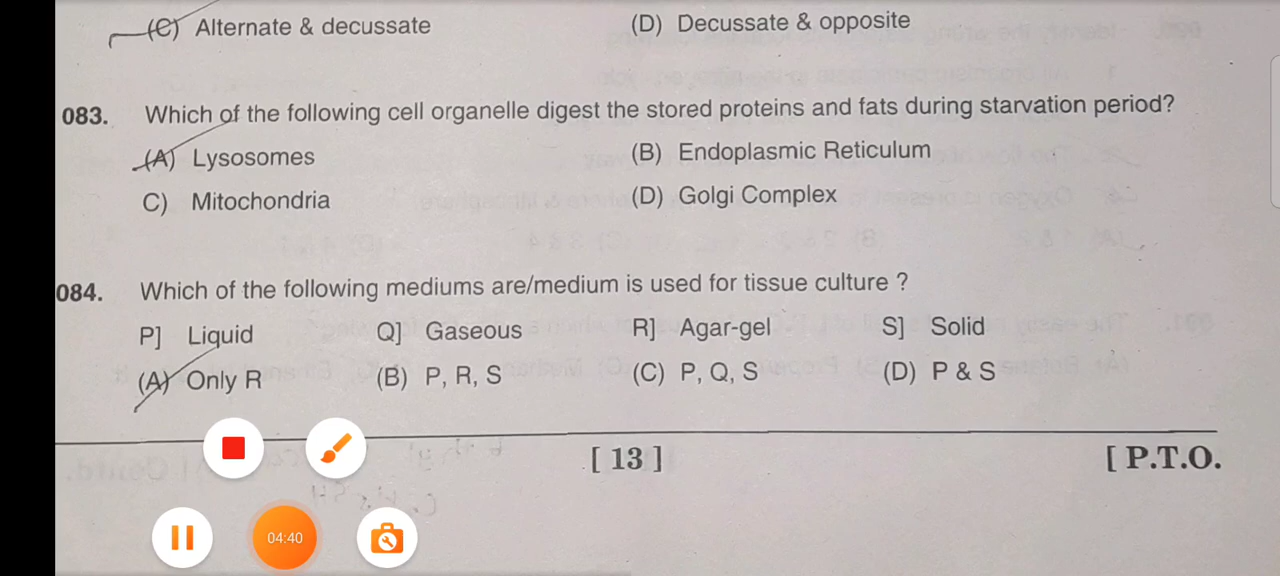 (C) Alternate & decussate (D) Decussate & opposite
083. Which of the following cell organelle digest the stored proteins and fats during starvation period?
(A) Lysosomes (B) Endoplasmic Reticulum
C) Mitochondria (D) Golgi Complex
084. Which of the following mediums are/medium is used for tissue culture ?
P] Liquid Q] Gaseous R] Agar-gel S] Solid
(A) Only R (B) P, R, S (C) P, Q, S (D) P & S
[ 13 ] [ P.T.O.
04:40